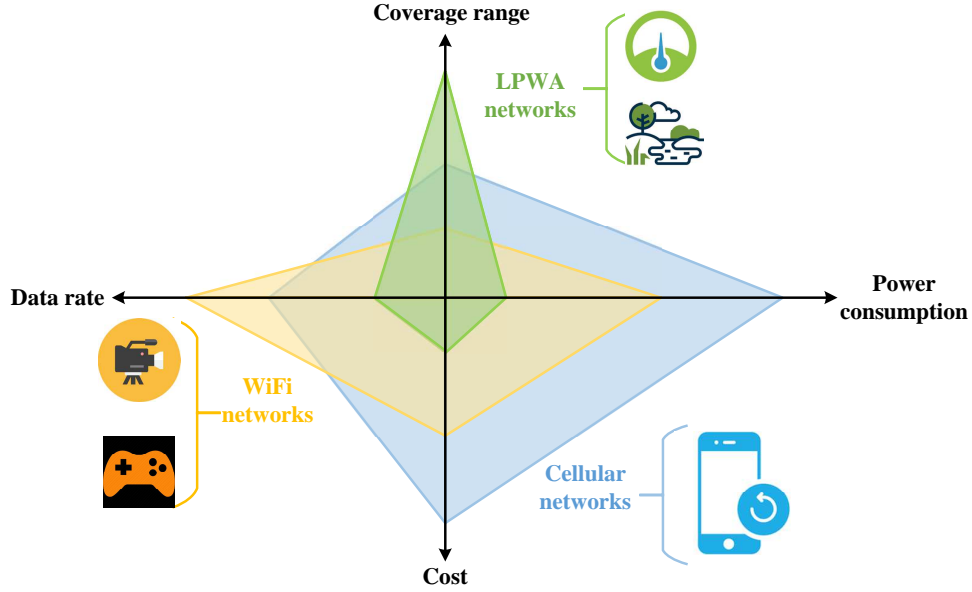 Coverage range
LPWA
networks
Data rate
Power
consumption
WiFi
networks
Cellular
networks
Cost